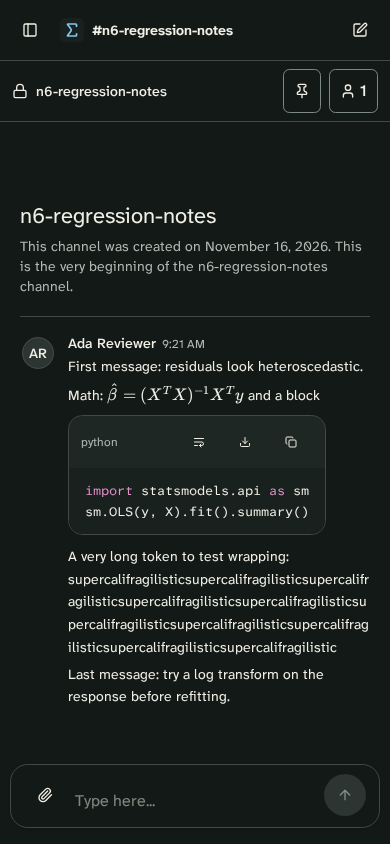 Σ #n6-regression-notes
n6-regression-notes
1
n6-regression-notes
This channel was created on November 16, 2026. This
is the very beginning of the n6-regression-notes
channel.
AR
Ada Reviewer 9:21 AM
First message: residuals look heteroscedastic.
Math: β̂ = (XᵀX)⁻¹Xᵀy and a block
python
import statsmodels.api as sm
sm.OLS(y, X).fit().summary()
A very long token to test wrapping:
supercalifragilisticsupercalifragilisticsupercalifr
agilisticsupercalifragilisticsupercalifragilisticsu
percalifragilisticsupercalifragilisticsupercalifrag
ilisticsupercalifragilisticsupercalifragilistic
Last message: try a log transform on the
response before refitting.
Type here...